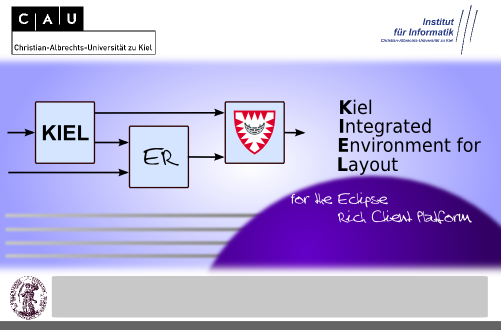 C A U
Christian-Albrechts-Universität zu Kiel
Institut
für Informatik
Christian-Albrechts-Universität zu Kiel
KIEL
ER
Kiel
Integrated
Environment for
Layout
for the Eclipse
Rich Client Platform